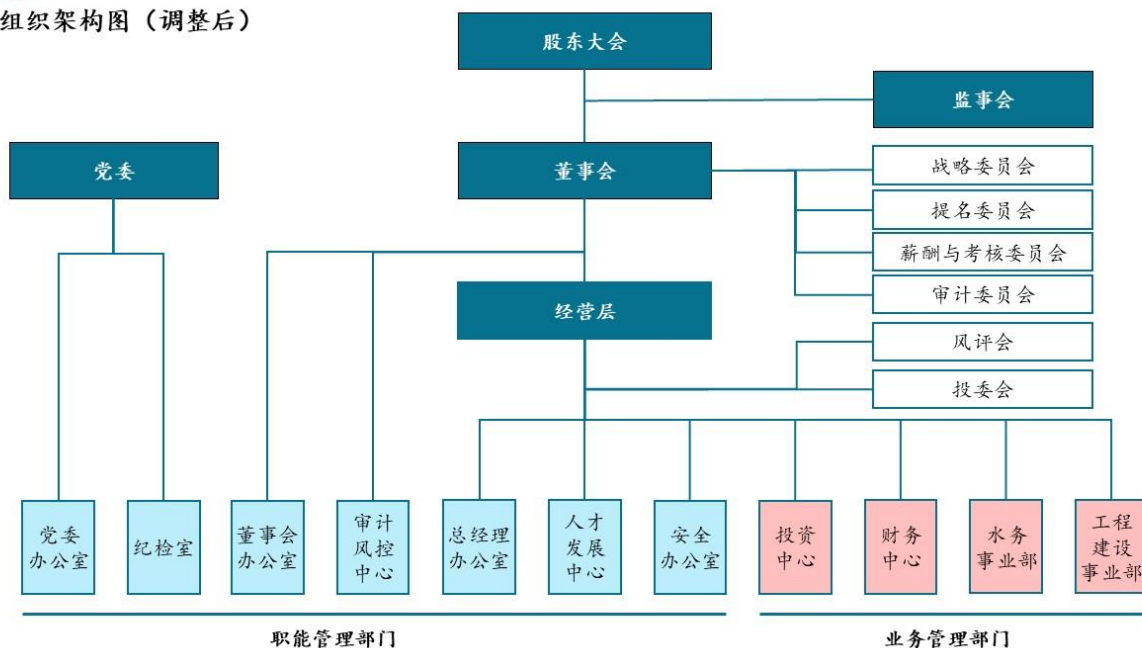 组织架构图（调整后）
股东大会
监事会
党委
董事会
战略委员会
提名委员会
薪酬与考核委员会
审计委员会
经营层
风评会
投委会
党委
办公室
纪检室
董事会
办公室
审计
风控
中心
总经理
办公室
人才
发展
中心
安全
办公室
投资
中心
财务
中心
水务
事业部
工程
建设
事业部
职能管理部门
业务管理部门